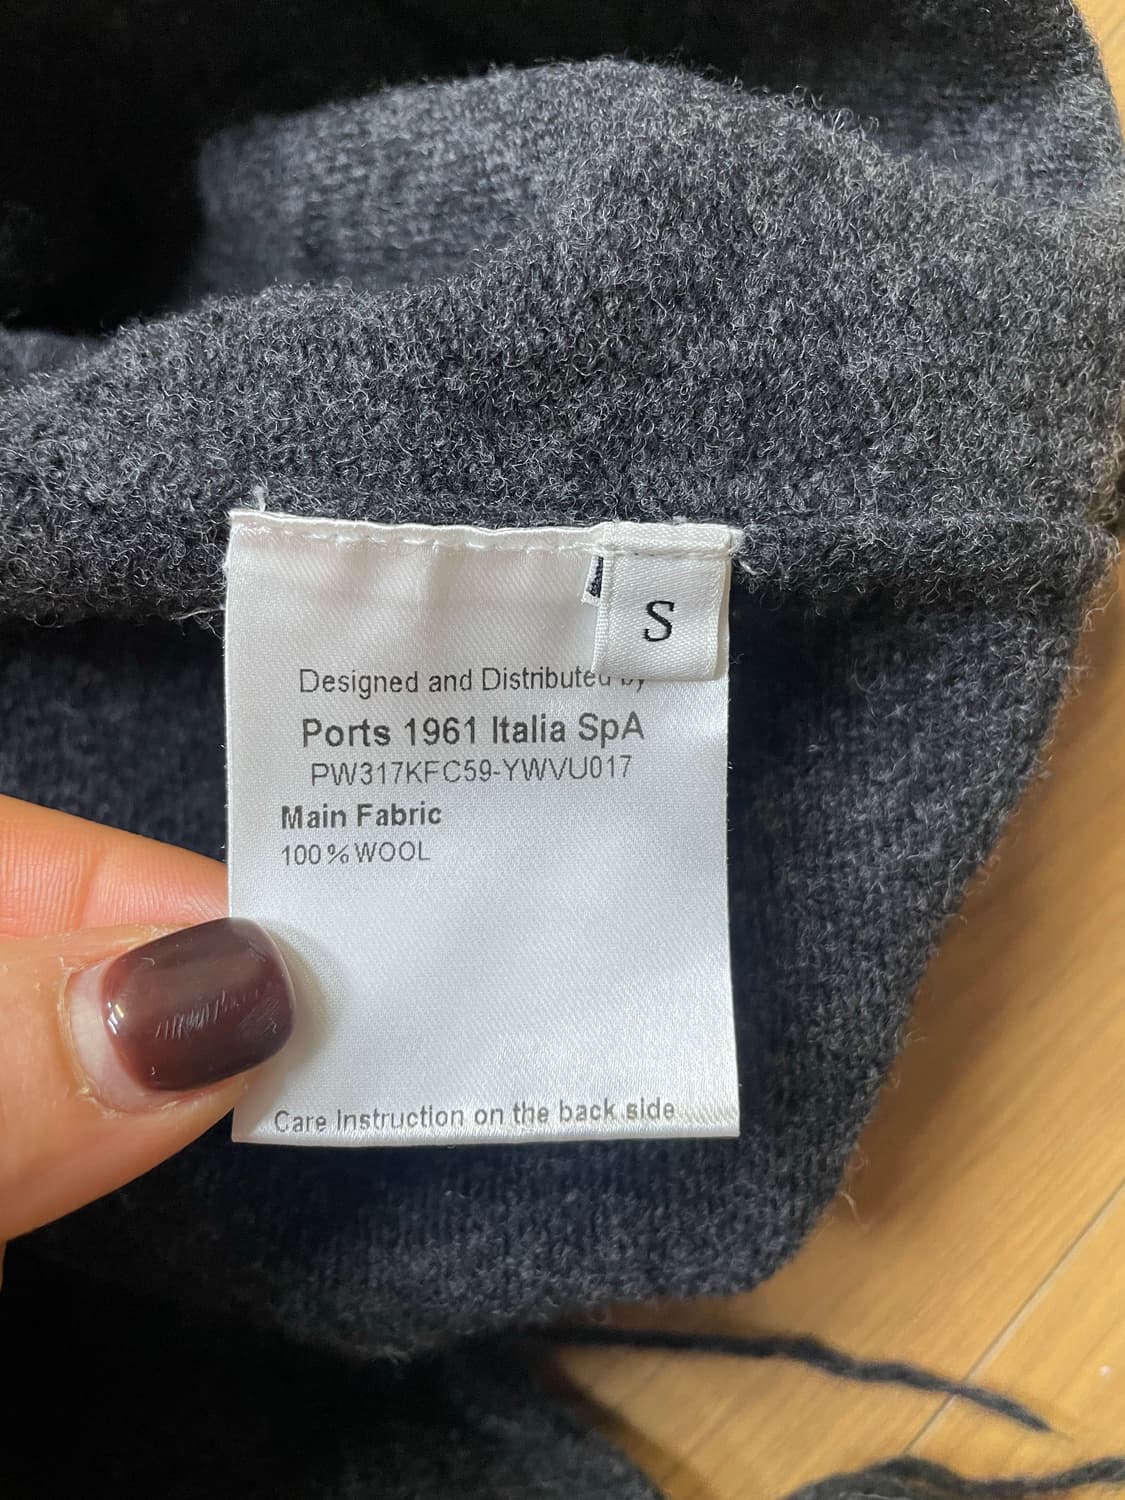 S
Designed and Distributed by
Ports 1961 Italia SpA
PW317KFC59-YWVU017
Main Fabric
100% WOOL
Care Instruction on the back side